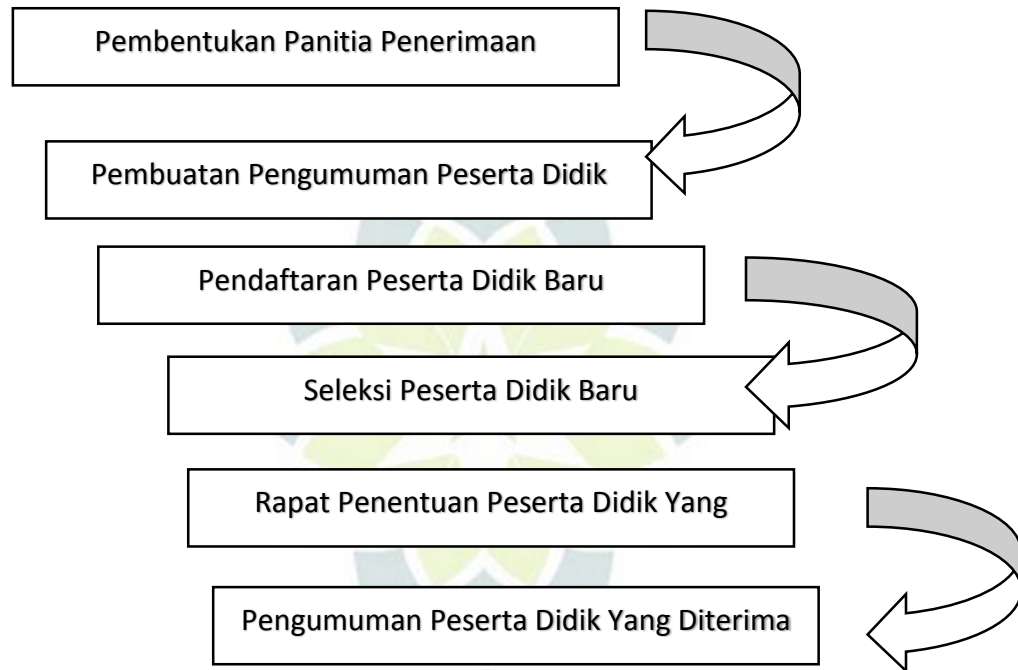 Pembentukan Panitia Penerimaan
Pembuatan Pengumuman Peserta Didik
Pendaftaran Peserta Didik Baru
Seleksi Peserta Didik Baru
Rapat Penentuan Peserta Didik Yang
Pengumuman Peserta Didik Yang Diterima